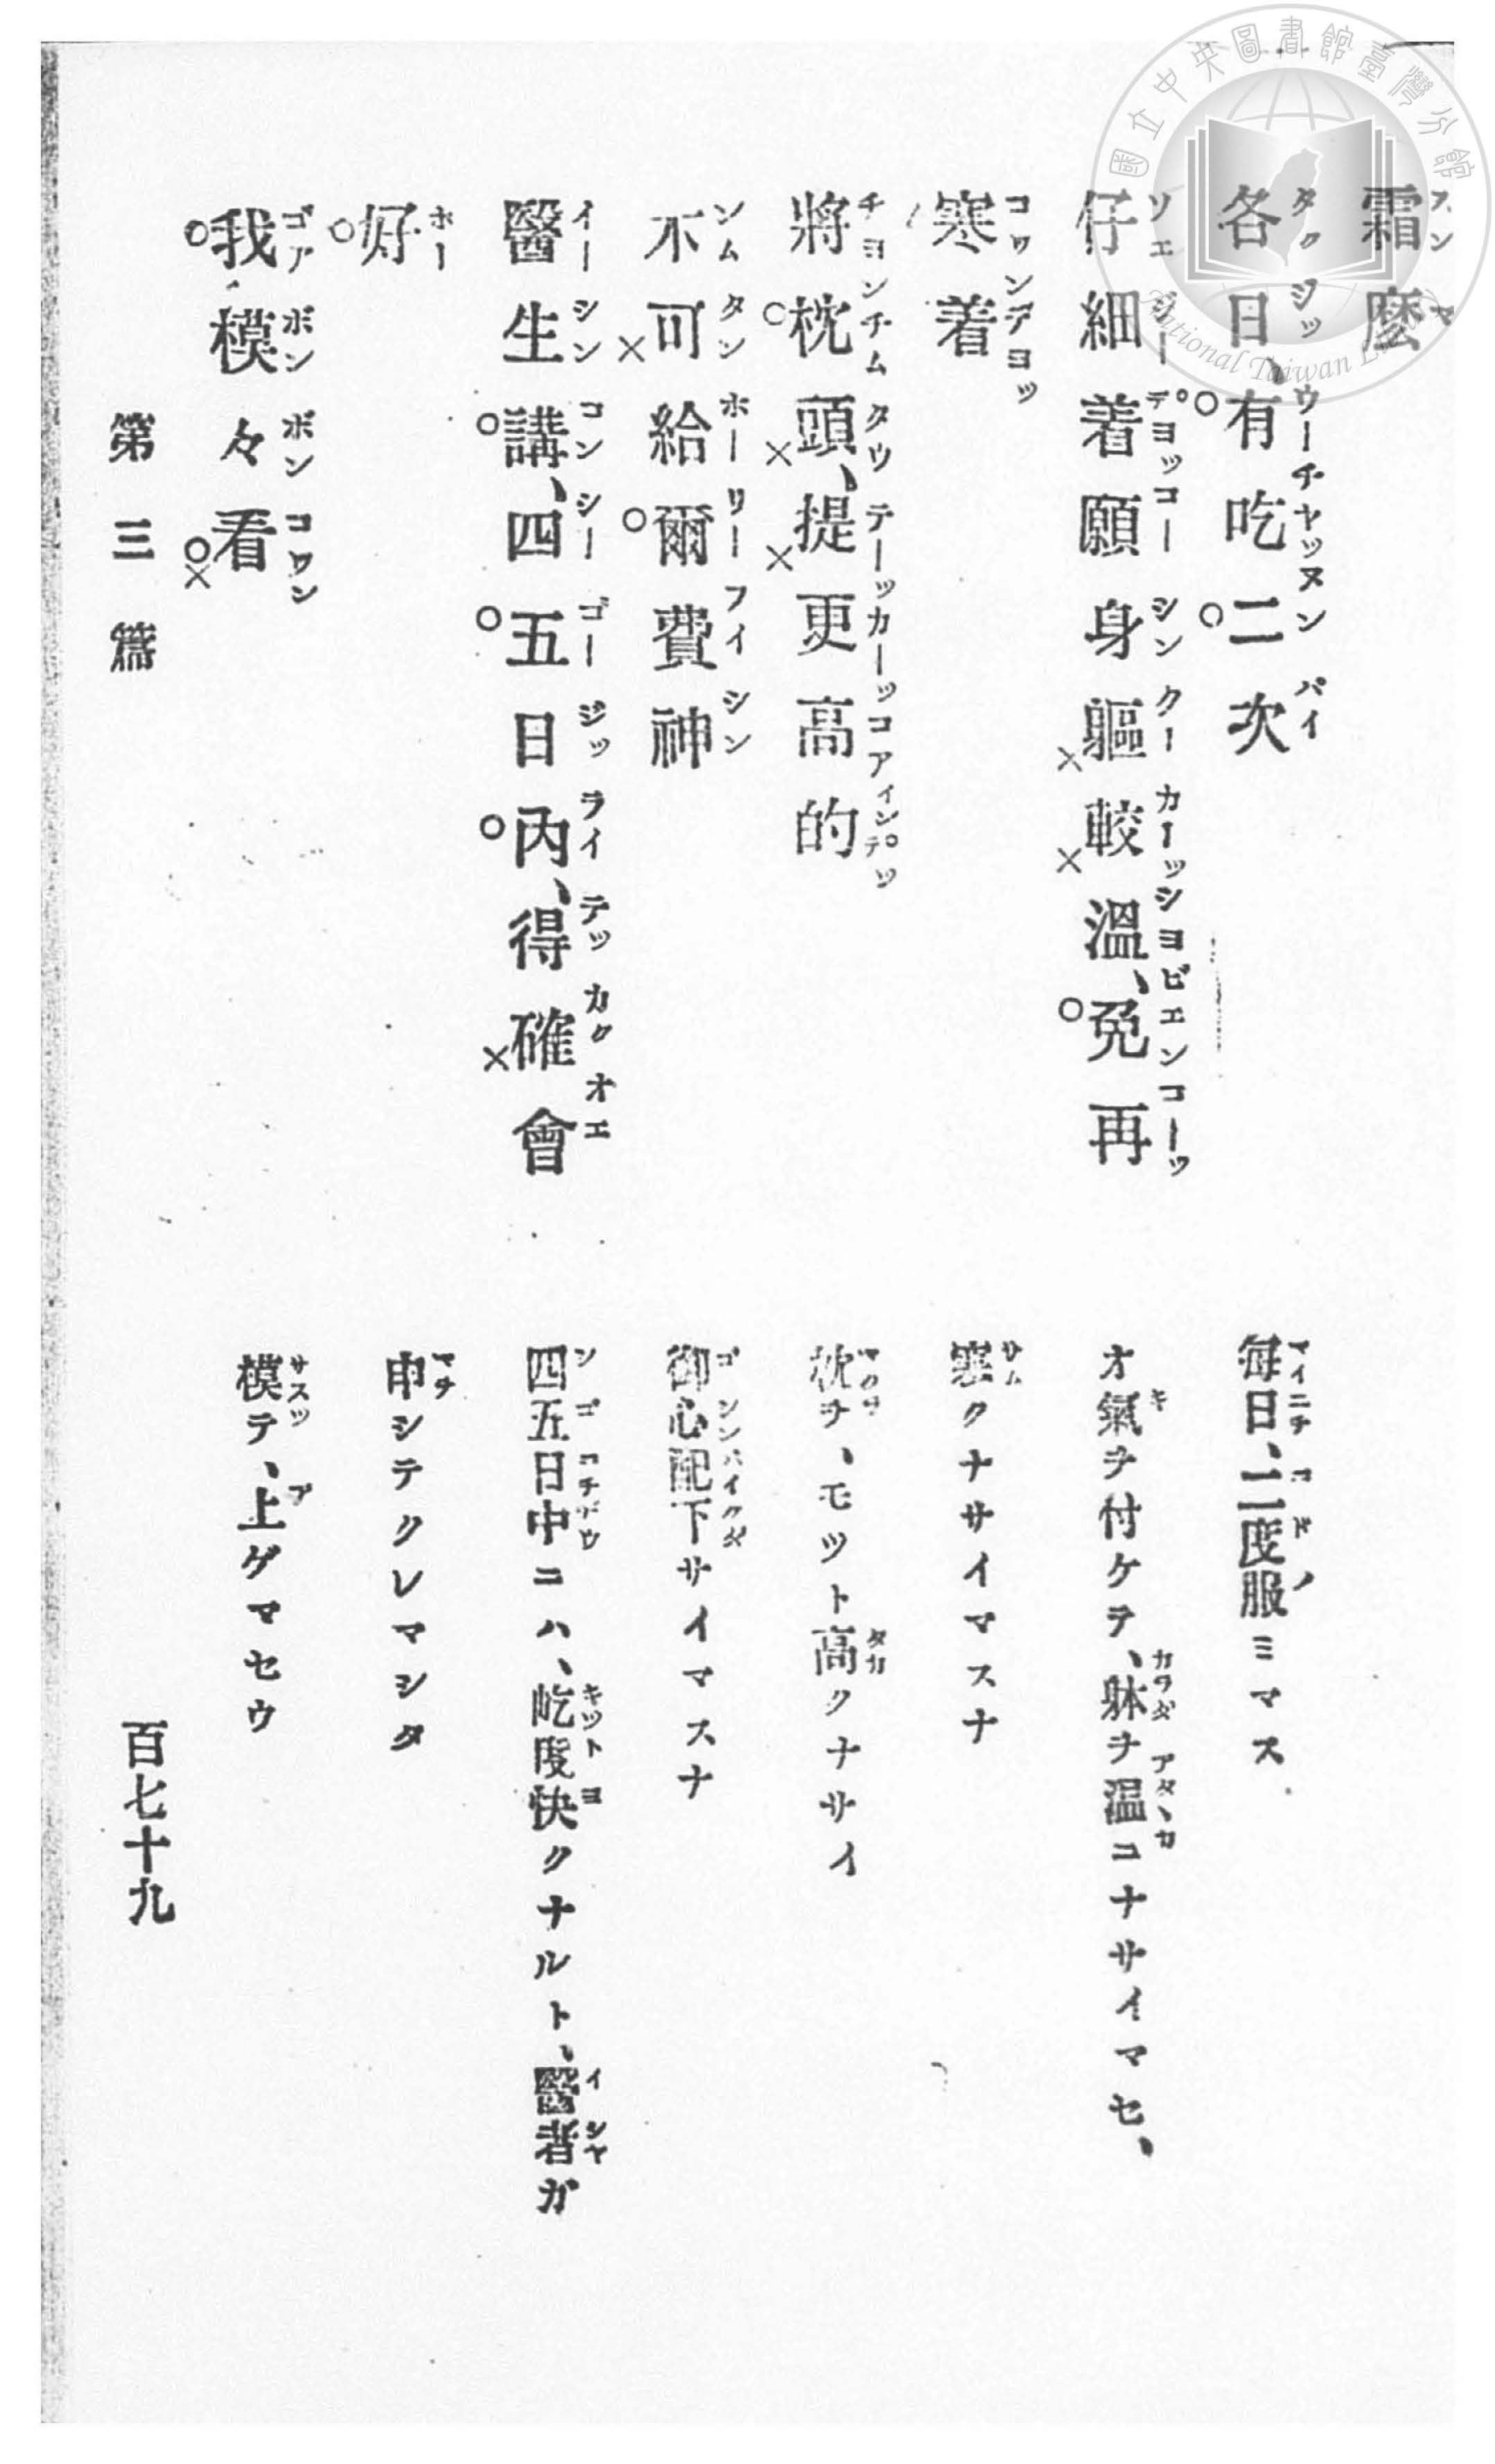 霜麽
各日、有吃二次
毎日、二度服ミマス
仔細着願身軀較溫、免再
オ氣ヲ付ケテ、躰ヲ温コナサイマセ、
寒着
寒クナサイマスナ
將枕頭、提更高的
枕ヲ、モツト高クナサイ
不可給爾費神
御心配下サイマスナ
醫生講、四五日內、得確會
四五日中ニハ、屹度快クナルト、醫者ガ
好
申シテクレマシタ
我模々看
模テ、上ゲマセウ
第三篇
百七十九
國立中央圖書館臺灣分館
National Taiwan